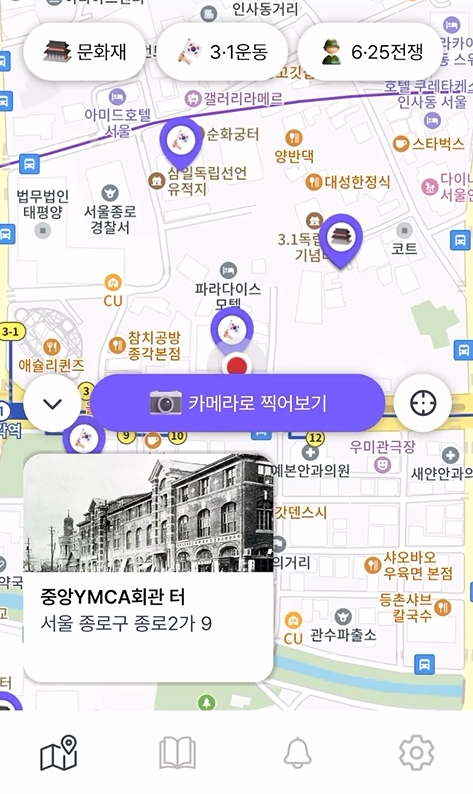 인사동거리
문화재
3·1운동
6·25전쟁
호텔 쿠레타케소
인사동 서울
아미드호텔
서울
갤러리라메르
순화궁터
양반댁
스타벅스
삼일독립선언
유적지
대성한정식
법무법인
태평양
서울종로
경찰서
3.1독립
기념
코트
파라다이스
모텔
CU
3-1
참치공방
종각본점
애슐리퀸즈
3
카메라로 찍어보기
1
9
10
12
우미관극장
예본안과의원
새얀안과의
갓덴스시
의거리
샤오바오
우육면 본점
중앙YMCA회관 터
서울 종로구 종로2가 9
등촌샤브
칼국수
CU
관수파출소
터